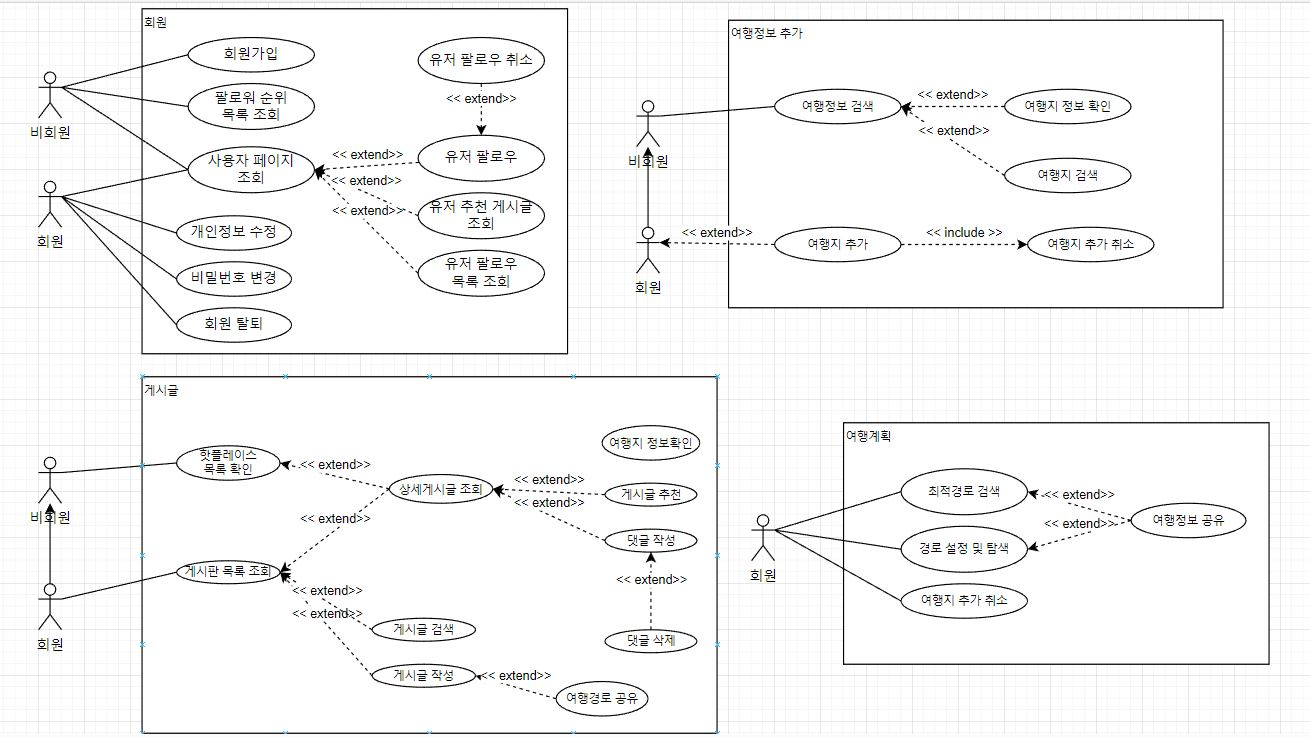 회원
회원가입
팔로워 순위
목록 조회
사용자 페이지
조회
개인정보 수정
비밀번호 변경
회원 탈퇴
유저 팔로우 취소
<< extend>>
유저 팔로우
<< extend>>
<< extend>>
<< extend>>
유저 추천 게시글
조회
유저 팔로우
목록 조회
비회원
회원
여행정보 추가
여행정보 검색
<< extend>>
여행지 정보 확인
<< extend>>
여행지 검색
<< extend>>
여행지 추가
<< include >>
여행지 추가 취소
비회원
회원
게시글
핫플레이스
목록 확인
<< extend>>
상세게시글 조회
<< extend>>
<< extend>>
여행지 정보확인
게시글 추천
<< extend>>
댓글 작성
<< extend>>
댓글 삭제
게시판 목록 조회
<< extend>>
<< extend>>
게시글 검색
게시글 작성
<< extend>>
여행경로 공유
비회원
회원
여행계획
최적경로 검색
<< extend>>
<< extend>>
여행정보 공유
경로 설정 및 탐색
여행지 추가 취소
회원